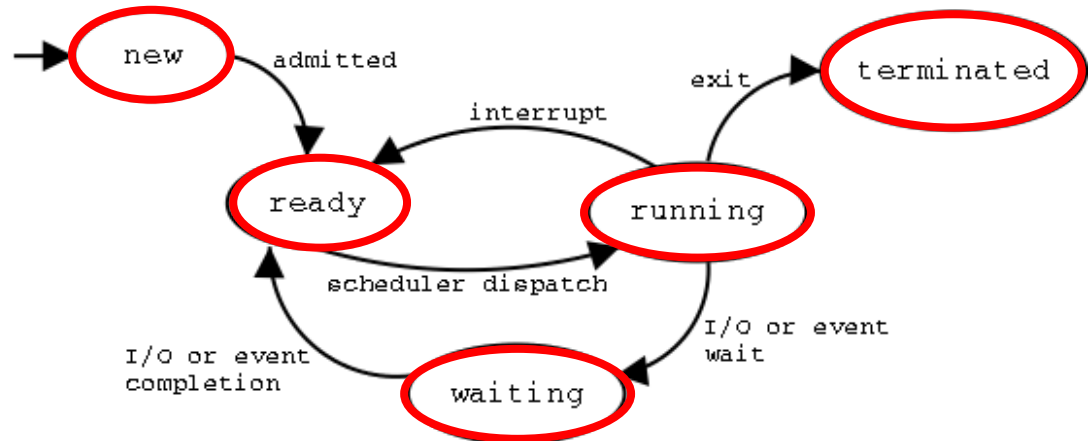 new
admitted
terminated
exit
interrupt
ready
running
scheduler dispatch
I/O or event
wait
I/O or event
completion
waiting